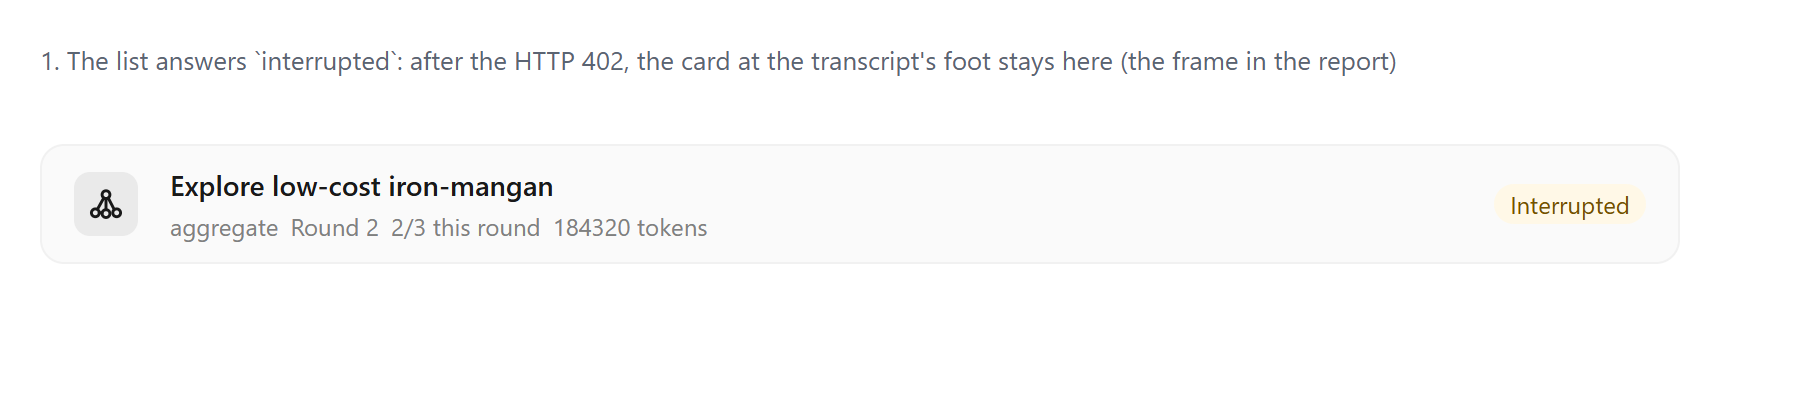 1. The list answers `interrupted`: after the HTTP 402, the card at the transcript's foot stays here (the frame in the report)
Explore low-cost iron-mangan
Interrupted
aggregate Round 2 2/3 this round 184320 tokens